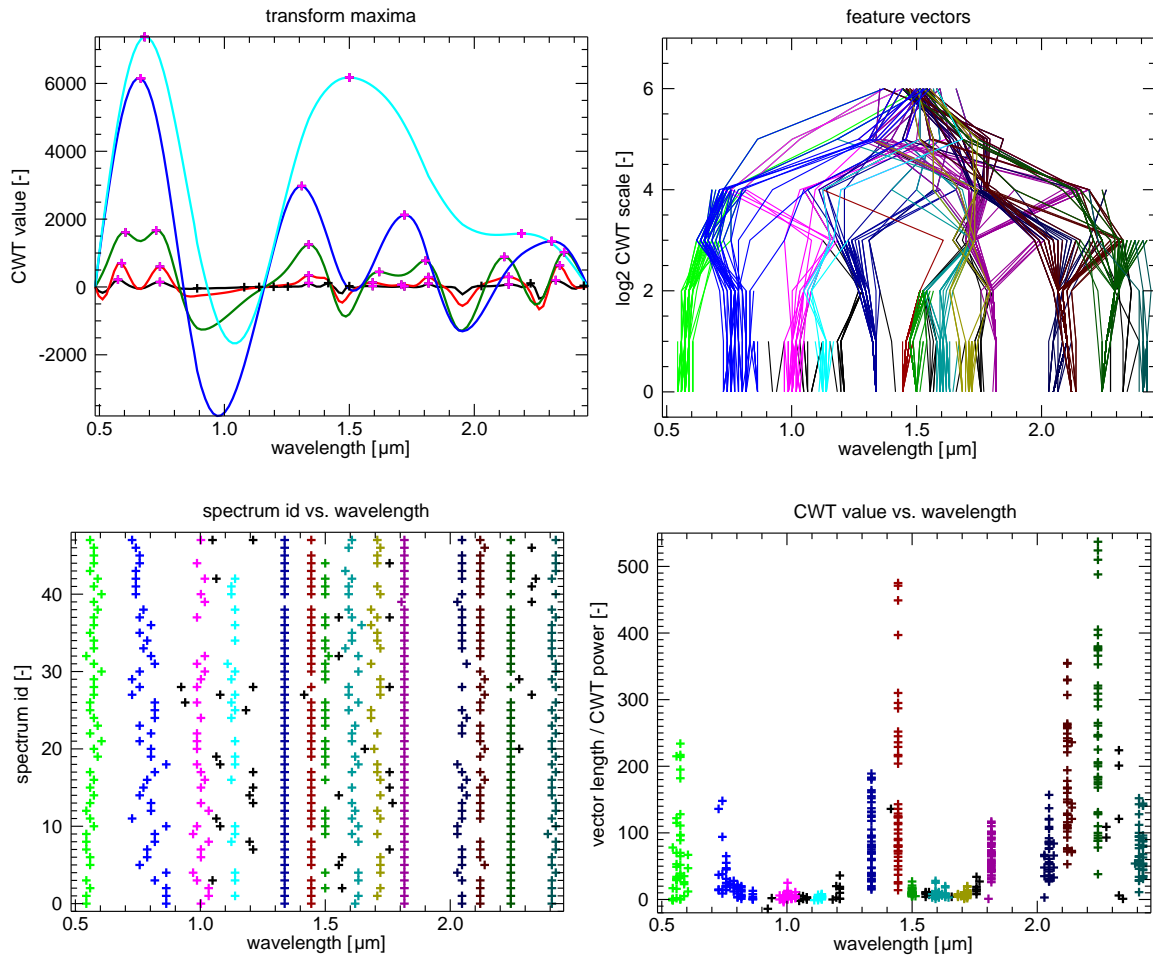 transform maxima
CWT value [-]
6000
4000
2000
0
-2000
0.5 1.0 1.5 2.0
wavelength [µm]
feature vectors
log2 CWT scale [-]
6
4
2
0
0.5 1.0 1.5 2.0
wavelength [µm]
spectrum id vs. wavelength
spectrum id [-]
40
30
20
10
0
0.5 1.0 1.5 2.0
wavelength [µm]
CWT value vs. wavelength
vector length / CWT power [-]
500
400
300
200
100
0
0.5 1.0 1.5 2.0
wavelength [µm]